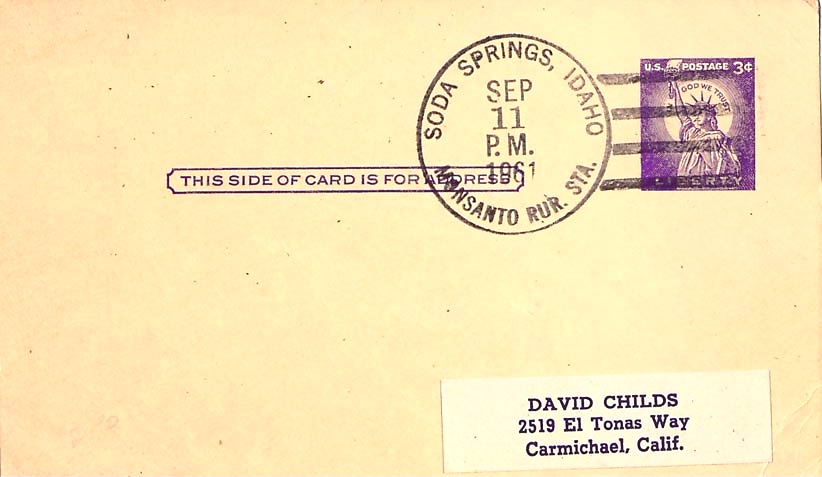 SODA SPRINGS, IDAHO
SEP
11
P.M.
1961
MONSANTO RUR. STA.
U.S. POSTAGE 3¢
IN GOD WE TRUST
LIBERTY
THIS SIDE OF CARD IS FOR ADDRESS
DAVID CHILDS
2519 El Tonas Way
Carmichael, Calif.